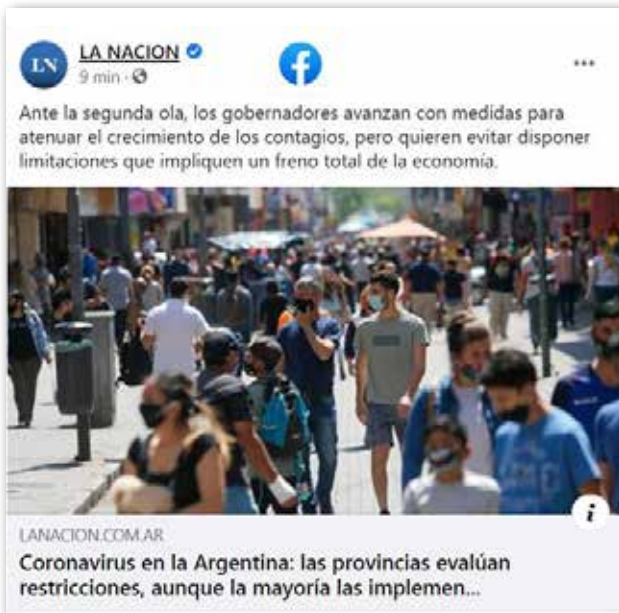 LN
LA NACION
9 min ·
Ante la segunda ola, los gobernadores avanzan con medidas para
atenuar el crecimiento de los contagios, pero quieren evitar disponer
limitaciones que impliquen un freno total de la economía.
i
LANACION.COM.AR
Coronavirus en la Argentina: las provincias evalúan
restricciones, aunque la mayoría las implemen...